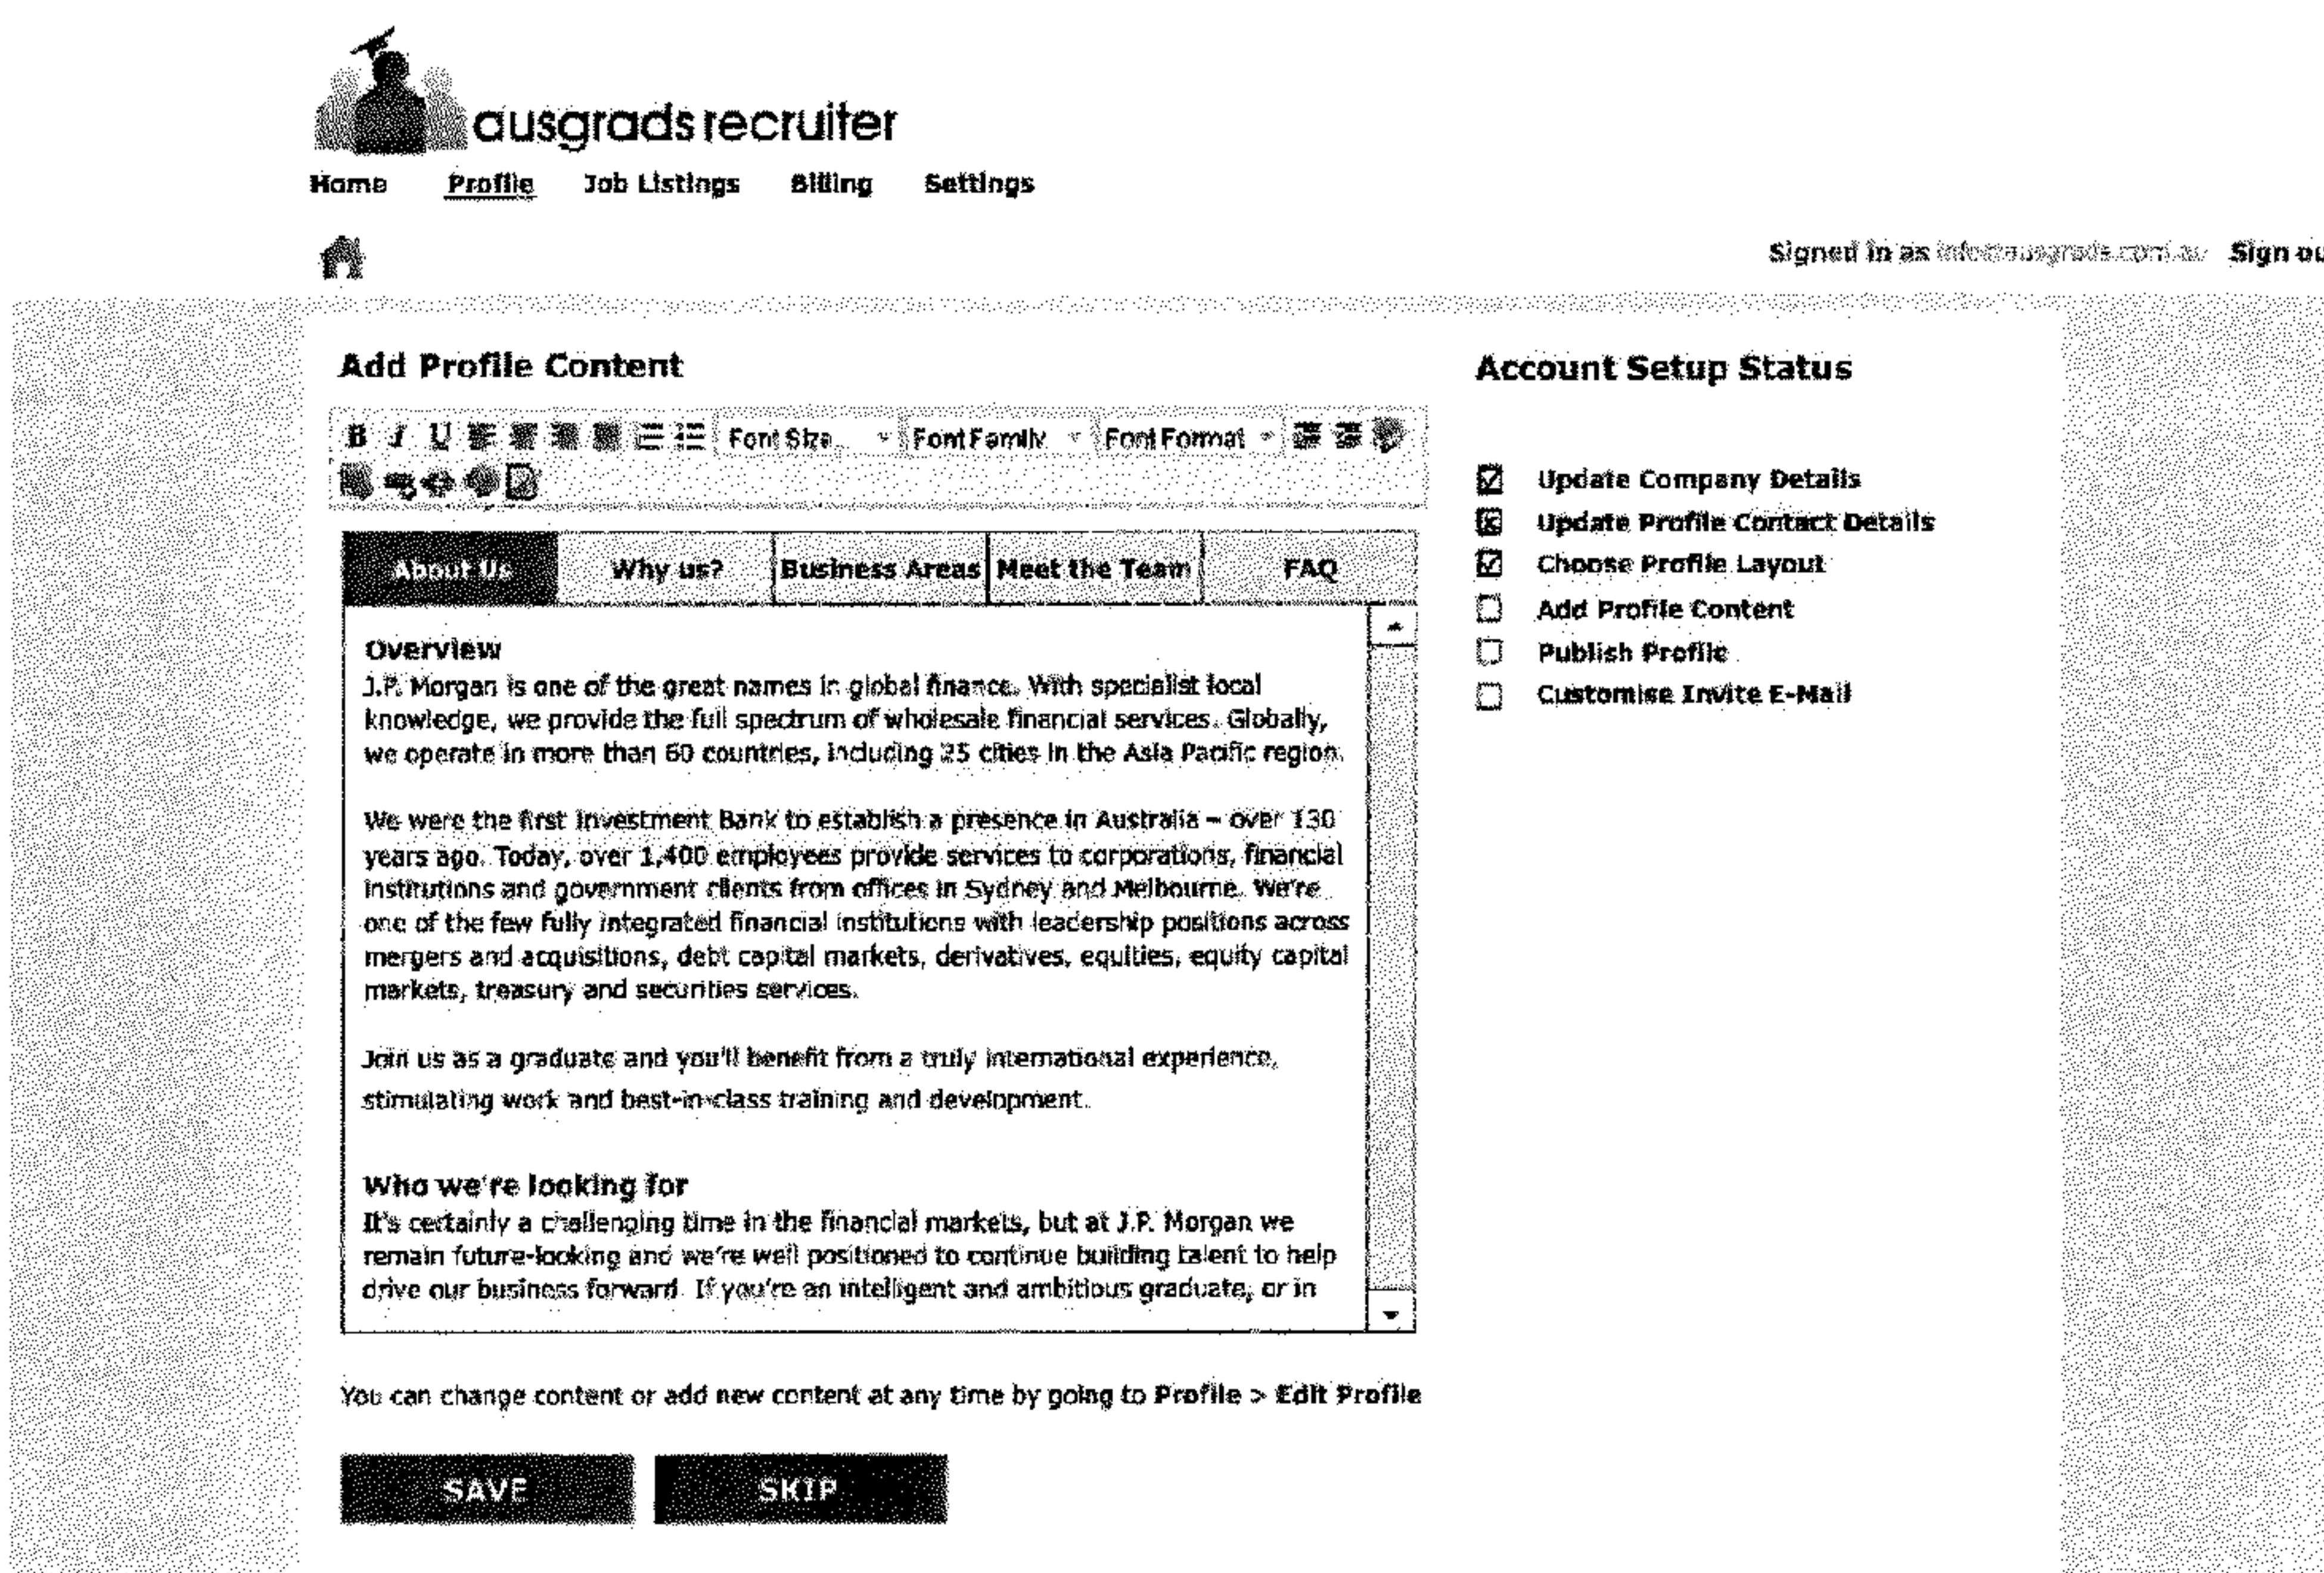 ausgrads recruiter
Home Profile Job Listings Billing Settings
Signed in as info@ausgrads.com.au Sign ou
Add Profile Content
Account Setup Status
B I U Font Size... Font Family Font Format
Update Company Details
Update Profile Contact Details
Choose Profile Layout
Add Profile Content
Publish Profile
Customise Invite E-Mail
About Us Why us? Business Areas Meet the Team FAQ
Overview
J.P. Morgan is one of the great names in global finance. With specialist local
knowledge, we provide the full spectrum of wholesale financial services. Globally,
we operate in more than 60 countries, including 25 cities in the Asia Pacific region.
We were the first Investment Bank to establish a presence in Australia – over 130
years ago. Today, over 1,400 employees provide services to corporations, financial
institutions and government clients from offices in Sydney and Melbourne. We're
one of the few fully integrated financial institutions with leadership positions across
mergers and acquisitions, debt capital markets, derivatives, equities, equity capital
markets, treasury and securities services.
Join us as a graduate and you'll benefit from a truly international experience,
stimulating work and best-in-class training and development.
Who we're looking for
It's certainly a challenging time in the financial markets, but at J.P. Morgan we
remain future-looking and we're well positioned to continue building talent to help
drive our business forward. If you're an intelligent and ambitious graduate, or in
You can change content or add new content at any time by going to Profile > Edit Profile
SAVE SKIP